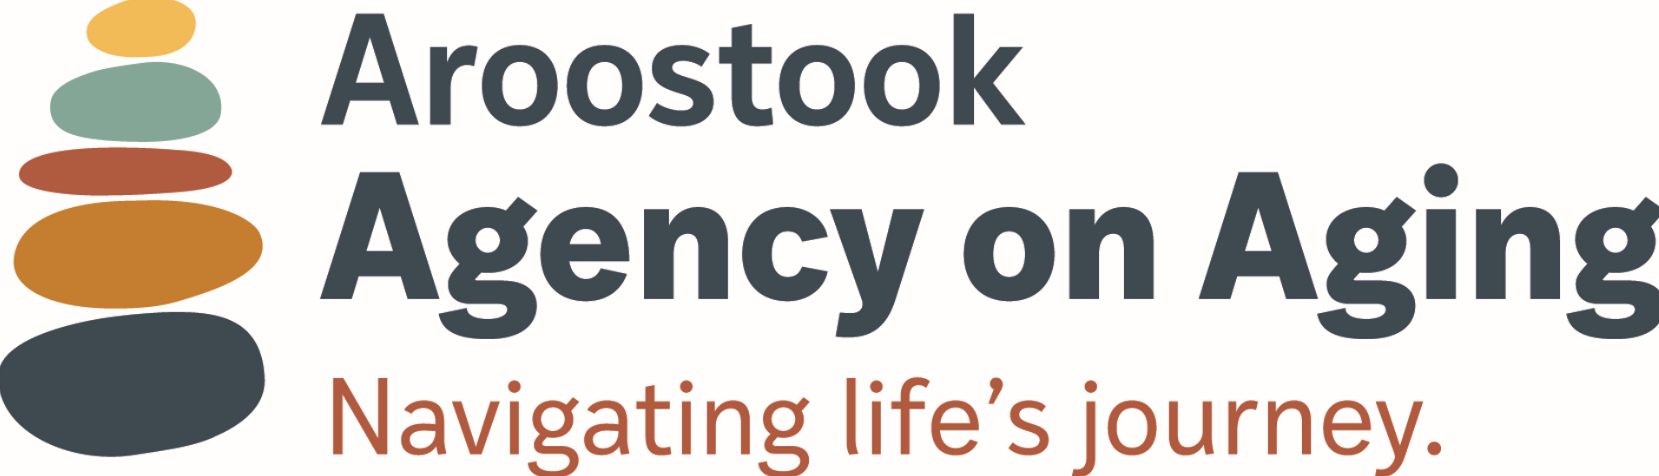 Aroostook
Agency on Aging
Navigating life’s journey.